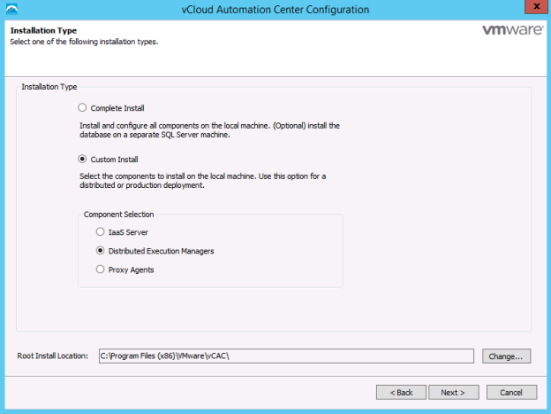 vCloud Automation Center Configuration
x
Installation Type
Select one of the following installation types.
vmware
Installation Type
Complete Install
Install and configure all components on the local machine. (Optional) install the
database on a separate SQL Server machine.
Custom Install
Select the components to install on the local machine. Use this option for a
distributed or production deployment.
Component Selection
IaaS Server
Distributed Execution Managers
Proxy Agents
Root Install Location: C:\Program Files (x86)\VMware\vCAC\ Change...
< Back Next > Cancel